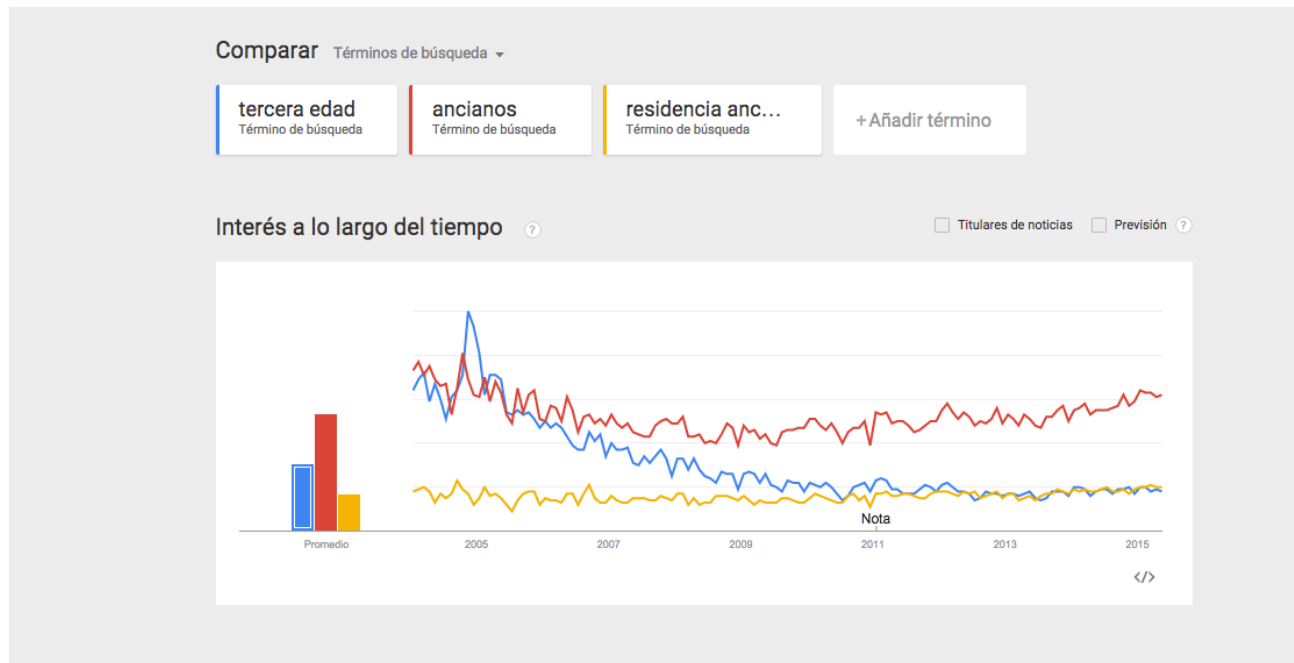 Comparar Términos de búsqueda
tercera edad
Término de búsqueda
ancianos
Término de búsqueda
residencia anc...
Término de búsqueda
+Añadir término
Interés a lo largo del tiempo ?
Titulares de noticias Previsión ?
Nota
Promedio 2005 2007 2009 2011 2013 2015
</>